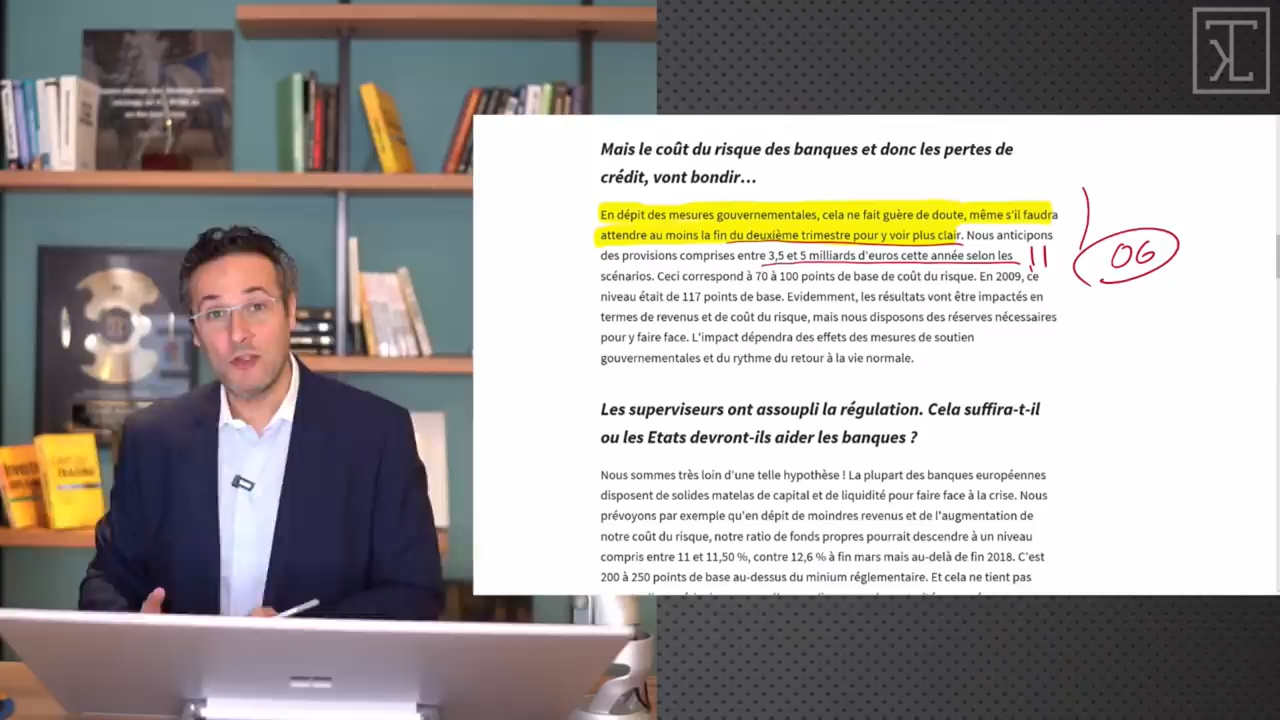 Mais le coût du risque des banques et donc les pertes de
crédit, vont bondir…
En dépit des mesures gouvernementales, cela ne fait guère de doute, même s'il faudra
attendre au moins la fin du deuxième trimestre pour y voir plus clair. Nous anticipons
des provisions comprises entre 3,5 et 5 milliards d'euros cette année selon les
scénarios. Ceci correspond à 70 à 100 points de base de coût du risque. En 2009, ce
niveau était de 117 points de base. Evidemment, les résultats vont être impactés en
termes de revenus et de coût du risque, mais nous disposons des réserves nécessaires
pour y faire face. L'impact dépendra des effets des mesures de soutien
gouvernementales et du rythme du retour à la vie normale.
!!
06
Les superviseurs ont assoupli la régulation. Cela suffira-t-il
ou les Etats devront-ils aider les banques ?
Nous sommes très loin d'une telle hypothèse ! La plupart des banques européennes
disposent de solides matelas de capital et de liquidité pour faire face à la crise. Nous
prévoyons par exemple qu'en dépit de moindres revenus et de l'augmentation de
notre coût du risque, notre ratio de fonds propres pourrait descendre à un niveau
compris entre 11 et 11,50 %, contre 12,6 % à fin mars mais au-delà de fin 2018. C'est
200 à 250 points de base au-dessus du minium réglementaire. Et cela ne tient pas